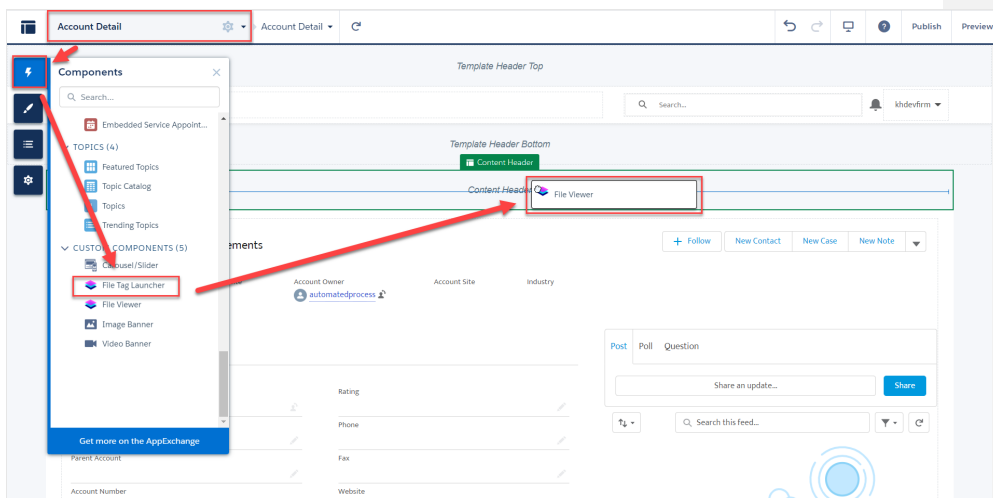 Account Detail
Account Detail
Publish
Preview
Components
Search...
Embedded Service Appoint...
TOPICS (4)
Featured Topics
Topic Catalog
Topics
Trending Topics
CUSTOM COMPONENTS (5)
Carousel/Slider
File Tag Launcher
File Viewer
Image Banner
Video Banner
Get more on the AppExchange
Template Header Top
Search...
khdevfirm
Template Header Bottom
Content Header
Content Header
File Viewer
Follow
New Contact
New Case
New Note
Account Owner
Account Site
Industry
automatedprocess
Post
Poll
Question
Share an update...
Share
Search this feed...
Rating
Phone
Parent Account
Fax
Account Number
Website